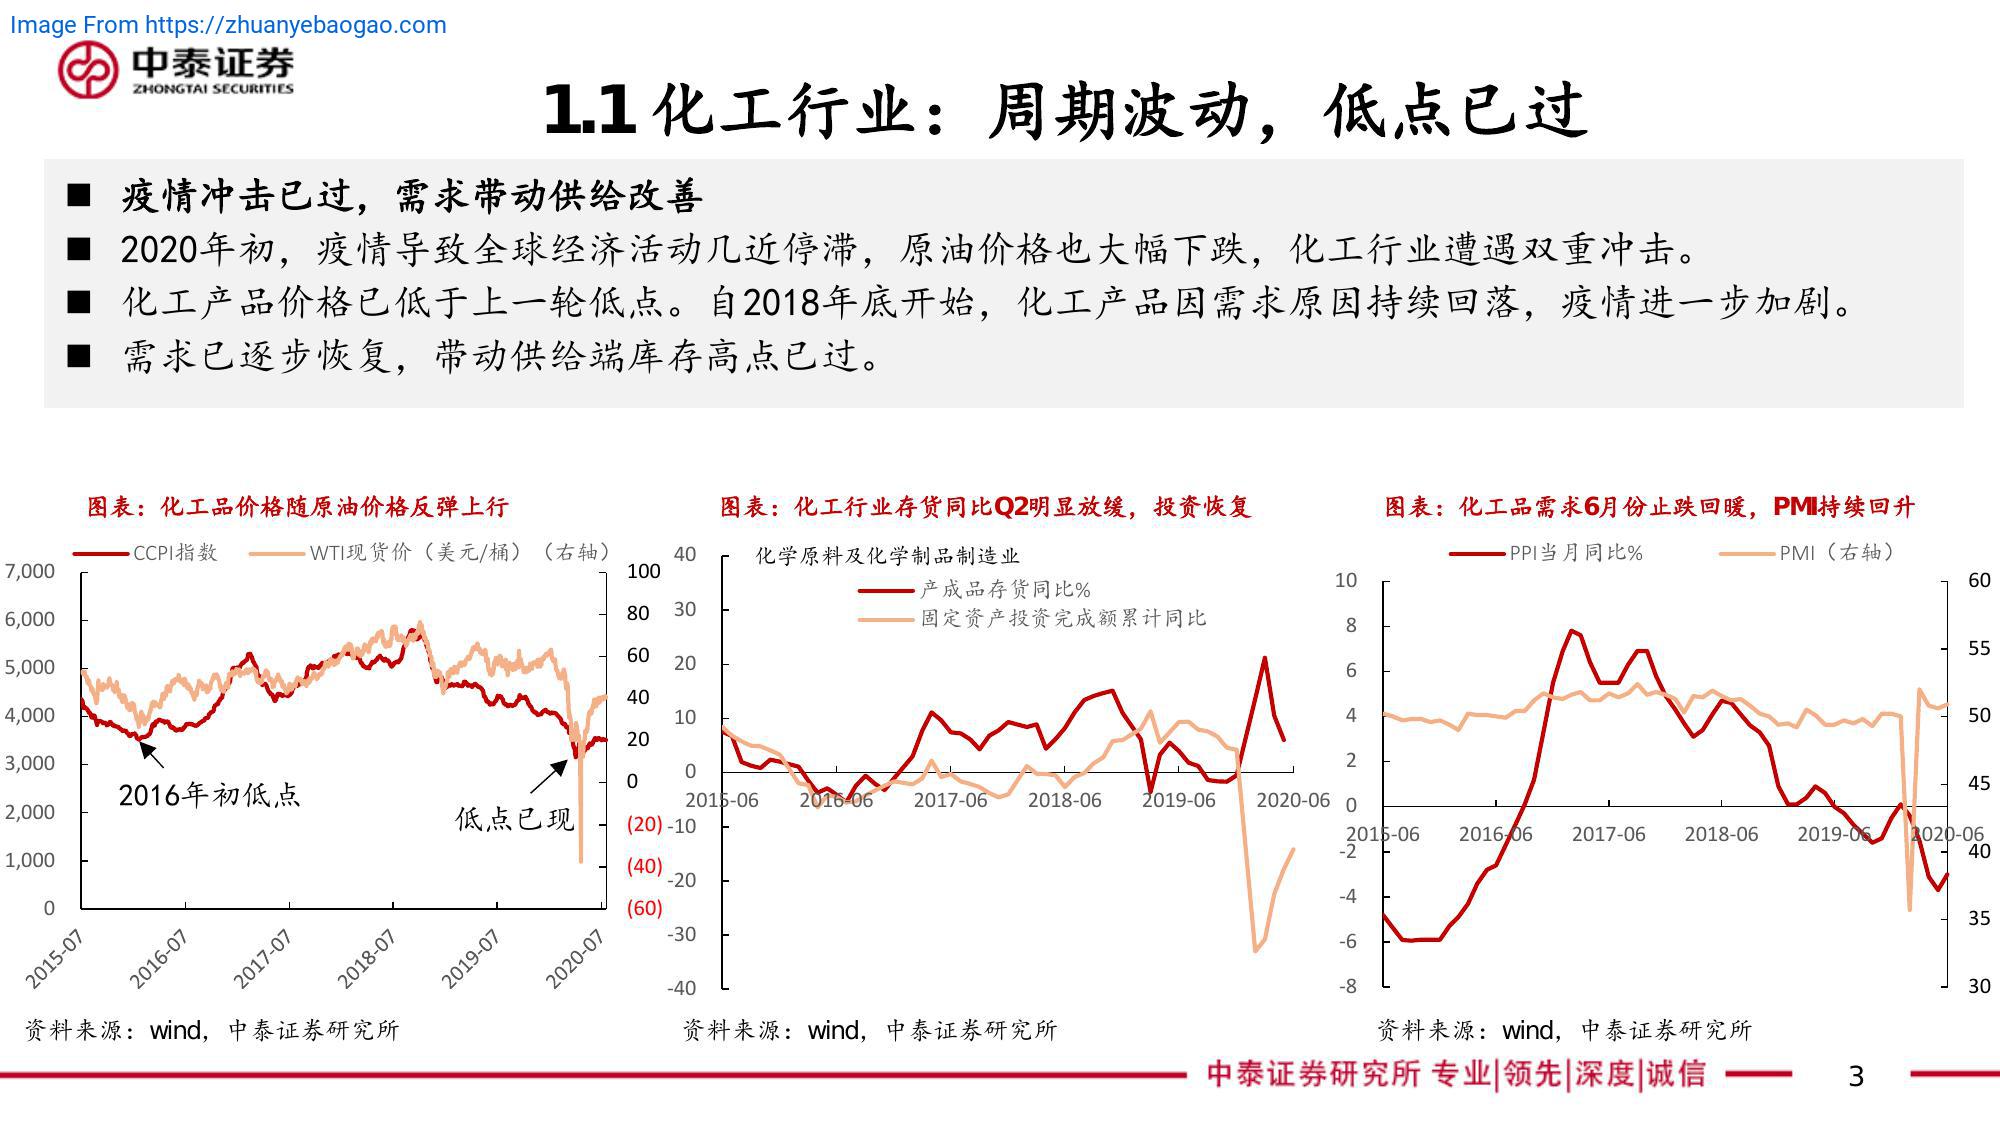 Image From https://zhuanyebaogao.com
中泰证券
ZHONGTAI SECURITIES
1.1 化工行业：周期波动，低点已过
■ 疫情冲击已过，需求带动供给改善
■ 2020年初，疫情导致全球经济活动几近停滞，原油价格也大幅下跌，化工行业遭遇双重冲击。
■ 化工产品价格已低于上一轮低点。自2018年底开始，化工产品因需求原因持续回落，疫情进一步加剧。
■ 需求已逐步恢复，带动供给端库存高点已过。
图表：化工品价格随原油价格反弹上行
CCPI指数 WTI现货价（美元/桶）（右轴）
7,000
6,000
5,000
4,000
3,000
2,000
1,000
0
100
80
60
40
20
0
(20)
(40)
(60)
2016年初低点
低点已现
2015-07 2016-07 2017-07 2018-07 2019-07 2020-07
资料来源：wind，中泰证券研究所
图表：化工行业存货同比Q2明显放缓，投资恢复
化学原料及化学制品制造业
产成品存货同比%
固定资产投资完成额累计同比
40
30
20
10
0
-10
-20
-30
-40
2015-06 2016-06 2017-06 2018-06 2019-06 2020-06
资料来源：wind，中泰证券研究所
图表：化工品需求6月份止跌回暖，PMI持续回升
PPI当月同比% PMI（右轴）
10
8
6
4
2
0
-2
-4
-6
-8
60
55
50
45
40
35
30
2015-06 2016-06 2017-06 2018-06 2019-06 2020-06
资料来源：wind，中泰证券研究所
中泰证券研究所 专业|领先|深度|诚信
3